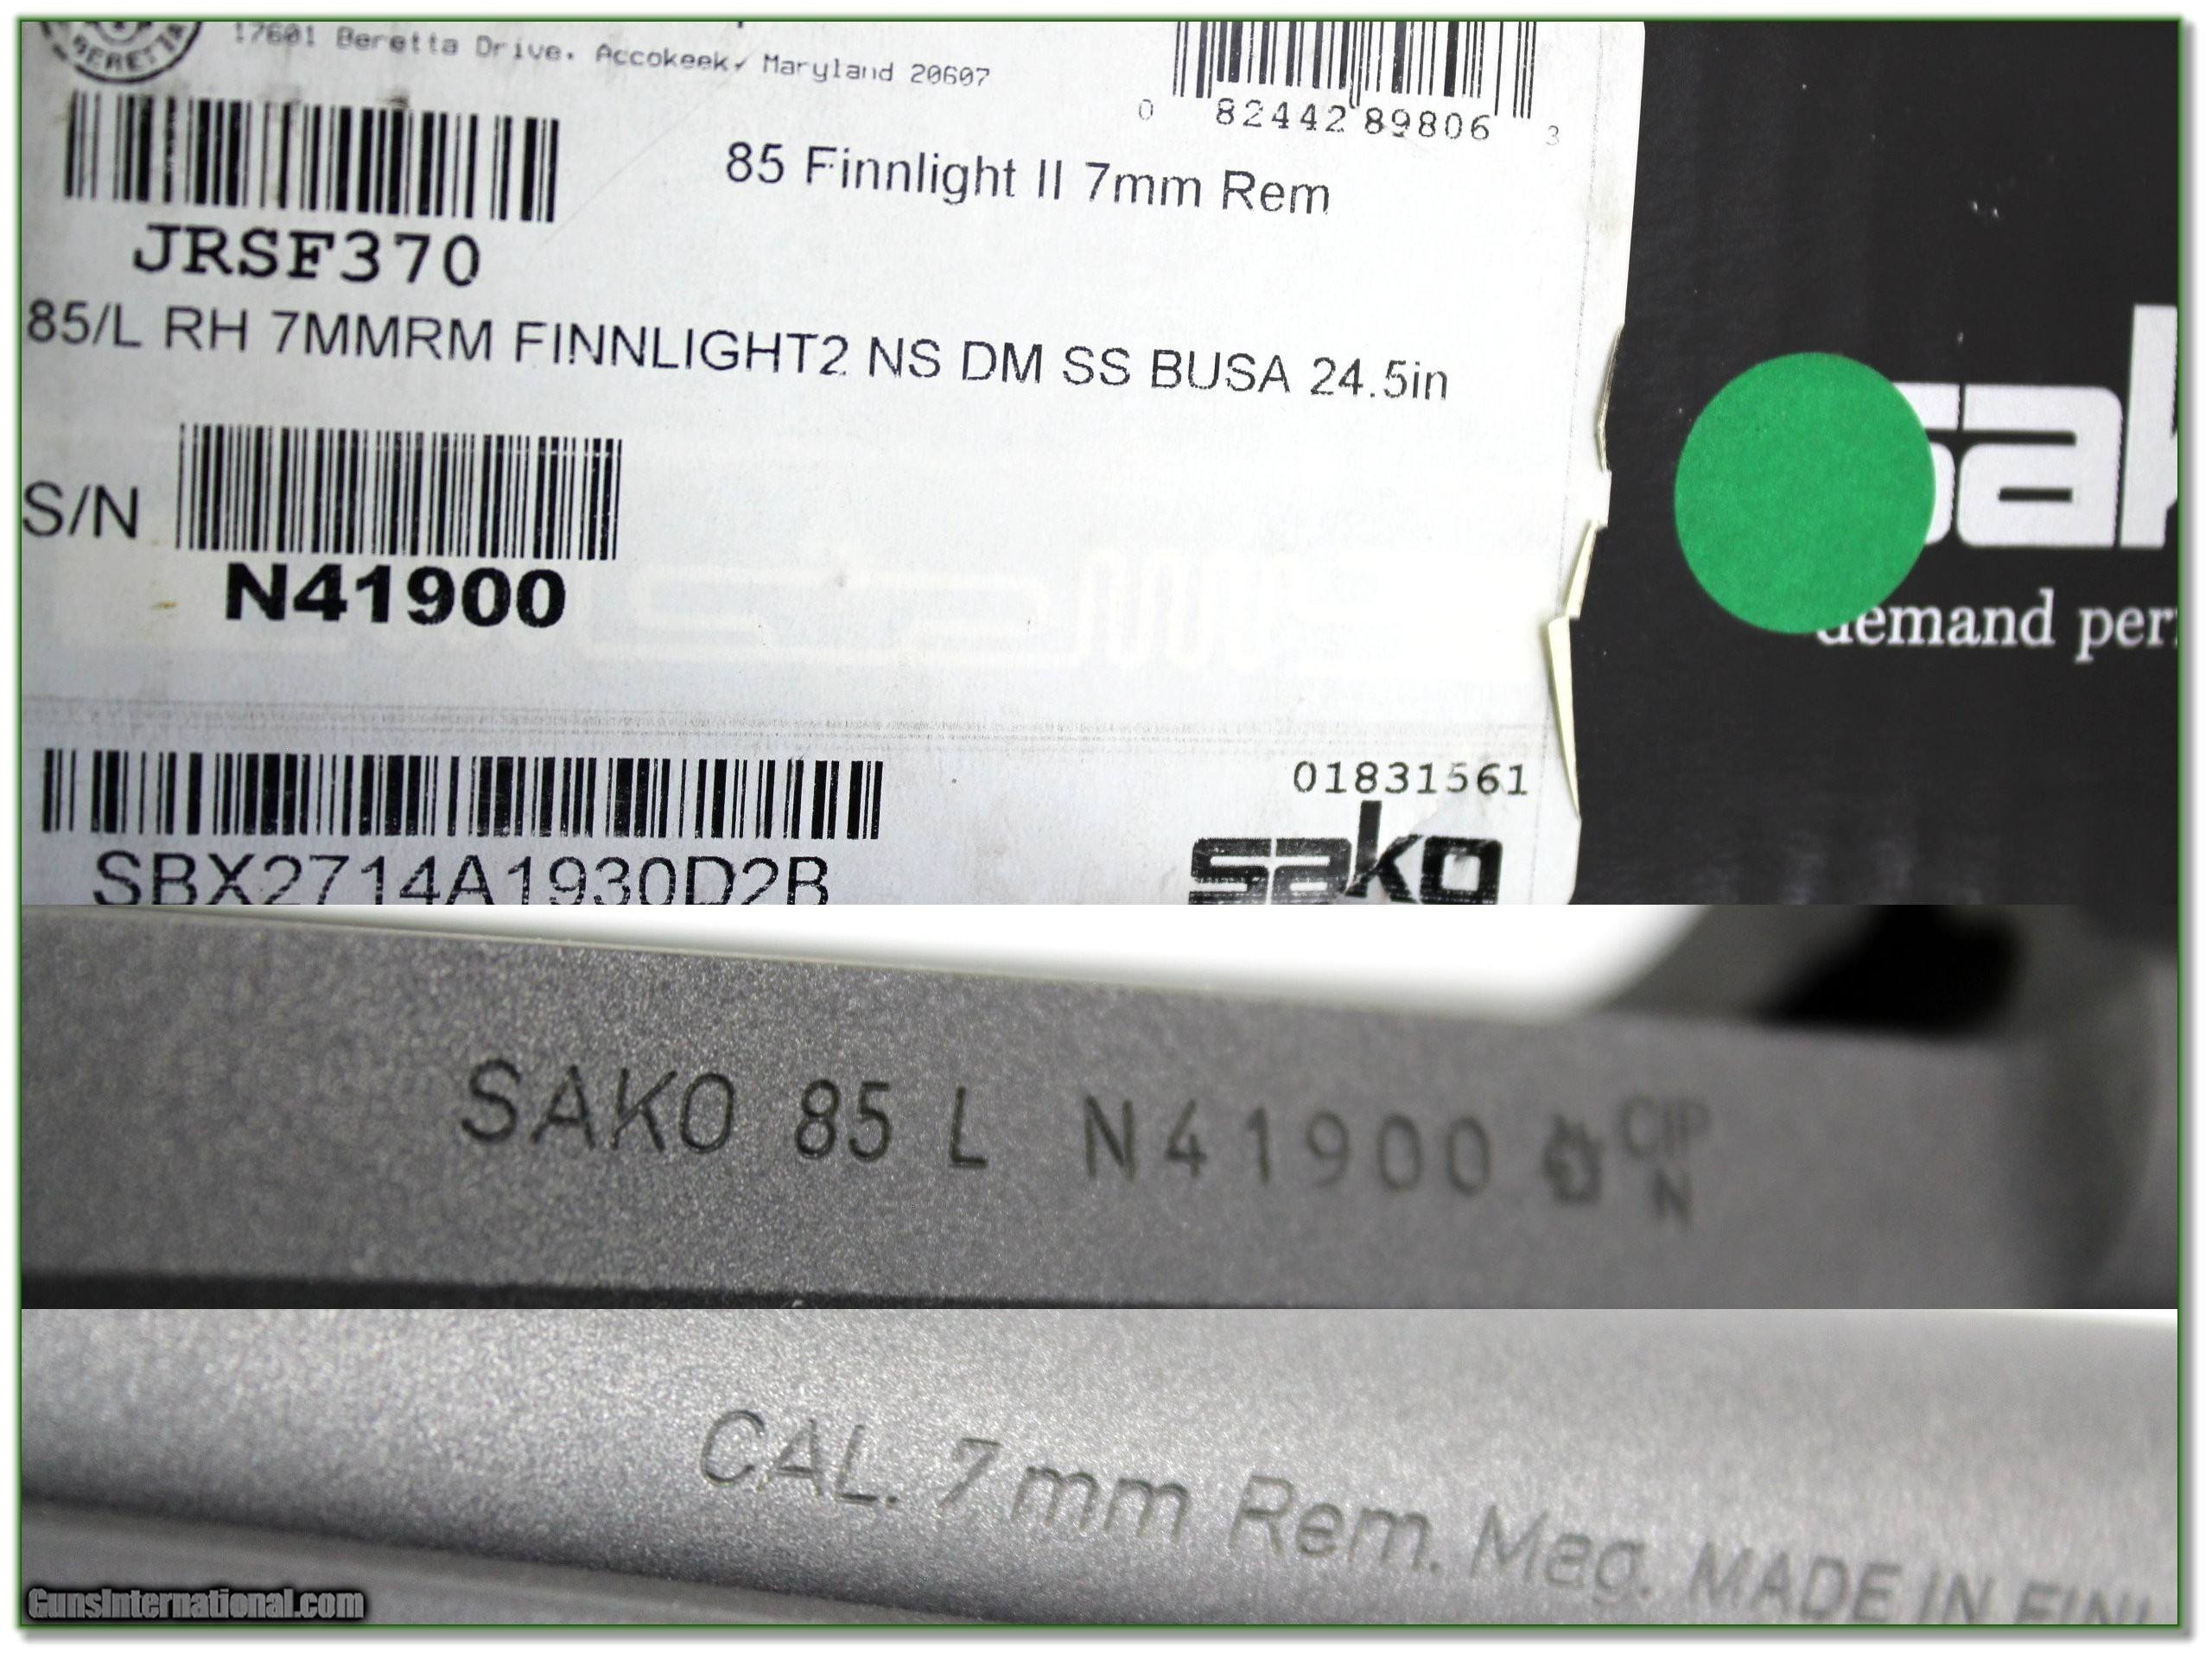 BERETTA
17601 Beretta Drive, Accokeek, Maryland 20607
0 82442 89806 3
85 Finnlight II 7mm Rem
JRSF370
85/L RH 7MMRM FINNLIGHT2 NS DM SS BUSA 24.5in
S/N
N41900
sak
demand per
01831561
sako
SBX2714A1930D2B
SAKO 85 L N41900 CIP
N
CAL. 7mm Rem. Mag. MADE IN FINL
GunsInternational.com